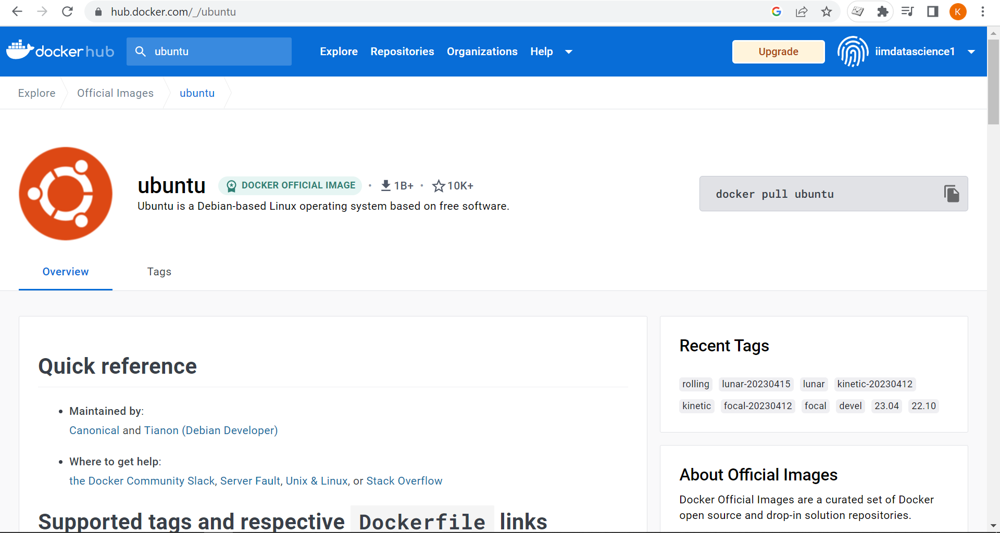 hub.docker.com/_/ubuntu
K
docker hub
ubuntu
Explore Repositories Organizations Help
Upgrade
iimdatascience1
Explore Official Images ubuntu
ubuntu DOCKER OFFICIAL IMAGE • 1B+ • 10K+
Ubuntu is a Debian-based Linux operating system based on free software.
docker pull ubuntu
Overview Tags
Quick reference
• Maintained by:
Canonical and Tianon (Debian Developer)
• Where to get help:
the Docker Community Slack, Server Fault, Unix & Linux, or Stack Overflow
Supported tags and respective Dockerfile links
Recent Tags
rolling lunar-20230415 lunar kinetic-20230412
kinetic focal-20230412 focal devel 23.04 22.10
About Official Images
Docker Official Images are a curated set of Docker
open source and drop-in solution repositories.